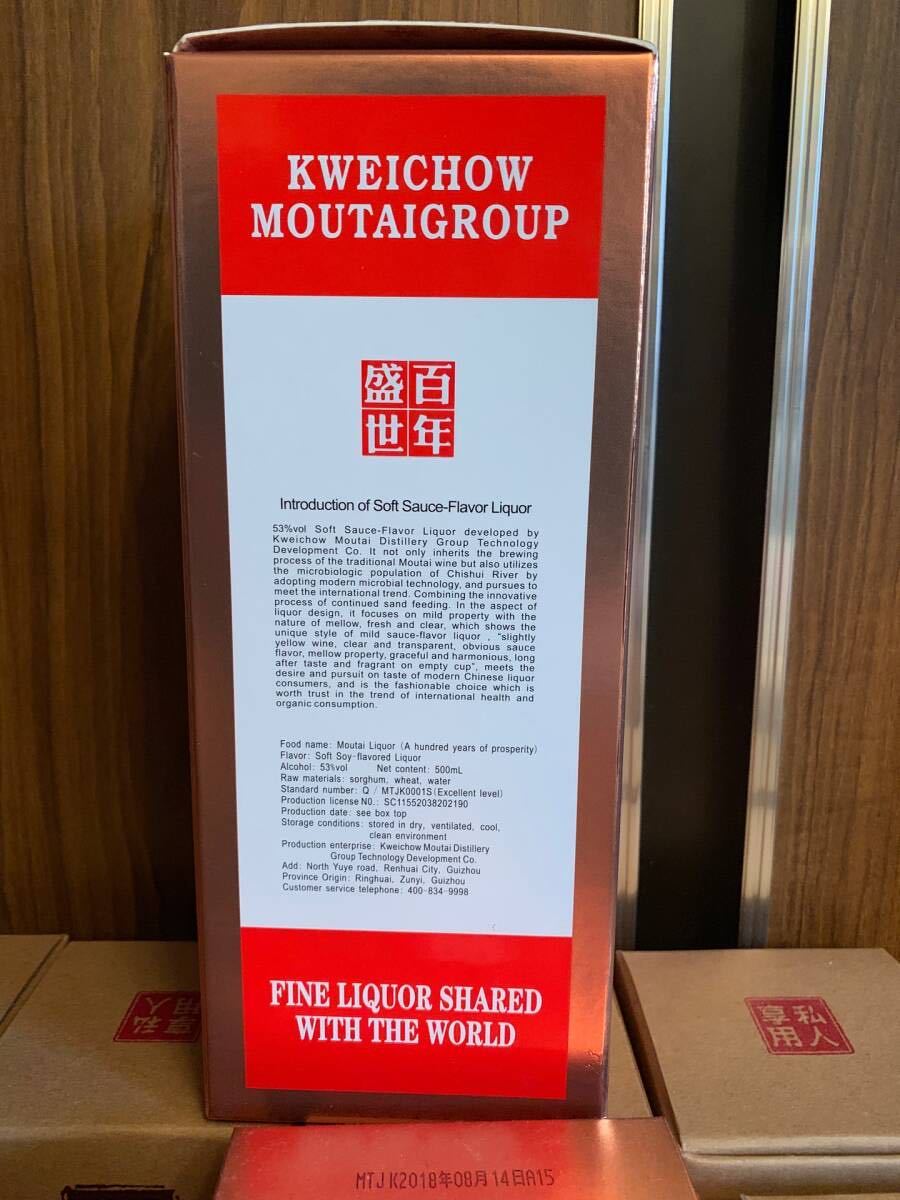 KWEICHOW
MOUTAIGROUP
百年
盛世
Introduction of Soft Sauce-Flavor Liquor
53%vol Soft Sauce-Flavor Liquor developed by
Kweichow Moutai Distillery Group Technology
Development Co. It not only inherits the brewing
process of the traditional Moutai wine but also utilizes
the microbiologic population of Chishui River by
adopting modern microbial technology, and pursues to
meet the international trend. Combining the innovative
process of continued sand feeding. In the aspect of
liquor design, it focuses on mild property with the
nature of mellow, fresh and clear, which shows the
unique style of mild sauce-flavor liquor , "slightly
yellow wine, clear and transparent, obvious sauce
flavor, mellow property, graceful and harmonious, long
after taste and fragrant on empty cup", meets the
desire and pursuit on taste of modern Chinese liquor
consumers, and is the fashionable choice which is
worth trust in the trend of international health and
organic consumption.
Food name: Moutai Liquor (A hundred years of prosperity)
Flavor: Soft Soy-flavored Liquor
Alcohol: 53%vol Net content: 500mL
Raw materials: sorghum, wheat, water
Standard number: Q / MTJK0001S(Excellent level)
Production license N0.: SC11552038202190
Production date: see box top
Storage conditions: stored in dry, ventilated, cool,
clean environment
Production enterprise: Kweichow Moutai Distillery
Group Technology Development Co.
Add: North Yuye road, Renhuai City, Guizhou
Province Origin: Ringhuai, Zunyi, Guizhou
Customer service telephone: 400-834-9998
FINE LIQUOR SHARED
WITH THE WORLD
私人
享用
私人
享用
MTJK2018年08月14日A15